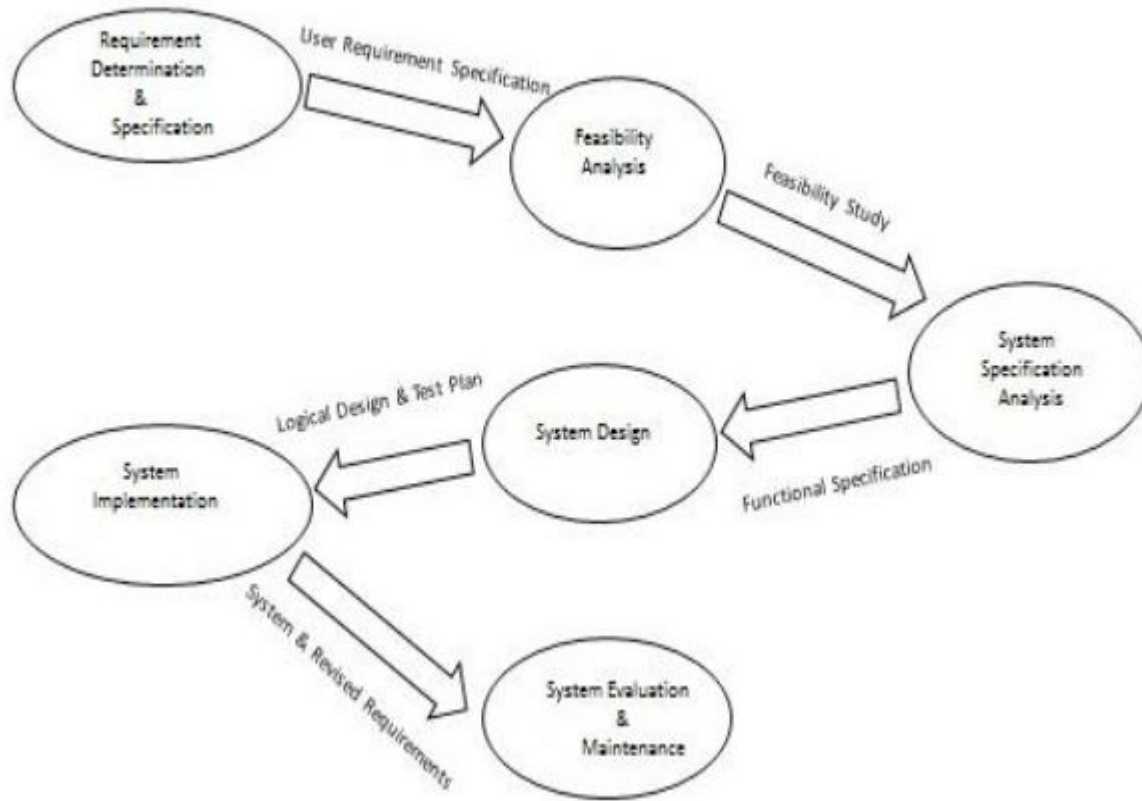 Requirement
Determination
&
Specification
User Requirement Specification
Feasibility
Analysis
Feasibility Study
System
Specification
Analysis
Functional Specification
System Design
Logical Design & Test Plan
System
Implementation
System & Revised Requirements
System Evaluation
&
Maintenance